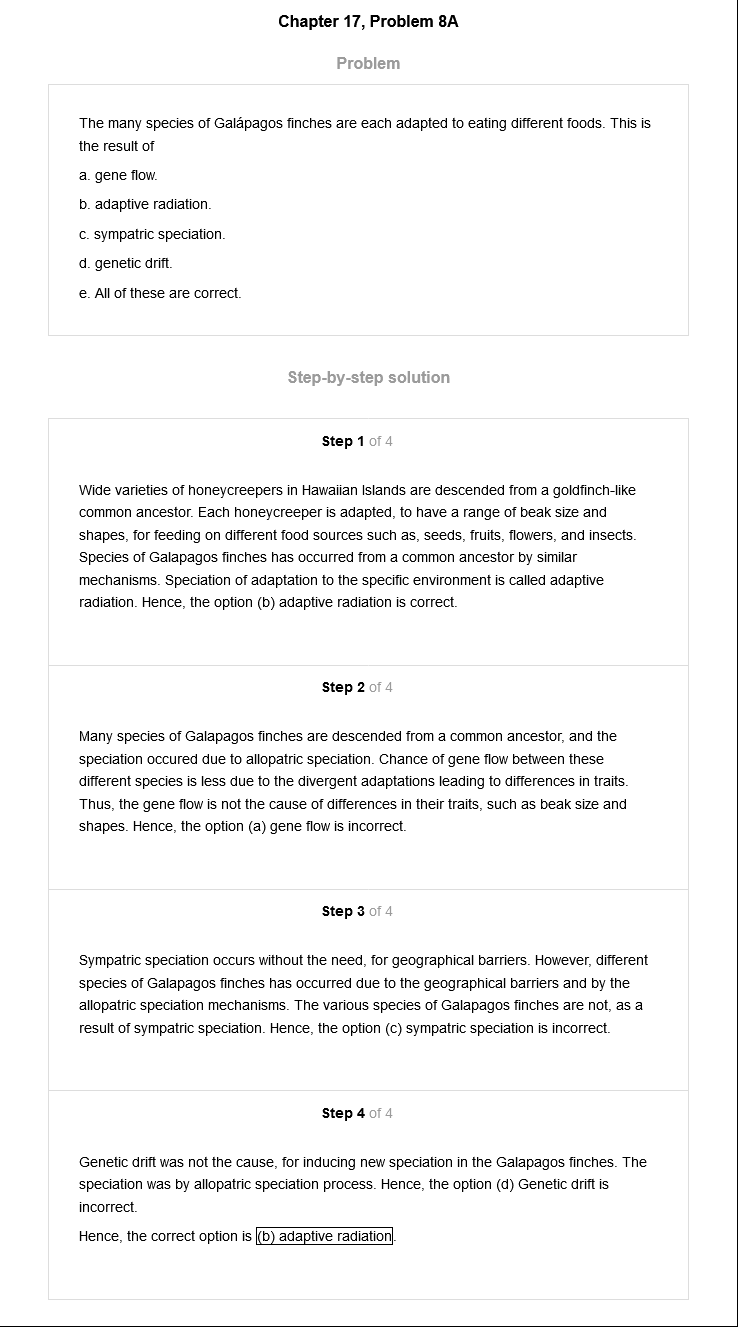 Chapter 17, Problem 8A
Problem
The many species of Galápagos finches are each adapted to eating different foods. This is
the result of
a. gene flow.
b. adaptive radiation.
c. sympatric speciation.
d. genetic drift.
e. All of these are correct.
Step-by-step solution
Step 1 of 4
Wide varieties of honeycreepers in Hawaiian Islands are descended from a goldfinch-like
common ancestor. Each honeycreeper is adapted, to have a range of beak size and
shapes, for feeding on different food sources such as, seeds, fruits, flowers, and insects.
Species of Galapagos finches has occurred from a common ancestor by similar
mechanisms. Speciation of adaptation to the specific environment is called adaptive
radiation. Hence, the option (b) adaptive radiation is correct.
Step 2 of 4
Many species of Galapagos finches are descended from a common ancestor, and the
speciation occured due to allopatric speciation. Chance of gene flow between these
different species is less due to the divergent adaptations leading to differences in traits.
Thus, the gene flow is not the cause of differences in their traits, such as beak size and
shapes. Hence, the option (a) gene flow is incorrect.
Step 3 of 4
Sympatric speciation occurs without the need, for geographical barriers. However, different
species of Galapagos finches has occurred due to the geographical barriers and by the
allopatric speciation mechanisms. The various species of Galapagos finches are not, as a
result of sympatric speciation. Hence, the option (c) sympatric speciation is incorrect.
Step 4 of 4
Genetic drift was not the cause, for inducing new speciation in the Galapagos finches. The
speciation was by allopatric speciation process. Hence, the option (d) Genetic drift is
incorrect.
Hence, the correct option is (b) adaptive radiation.